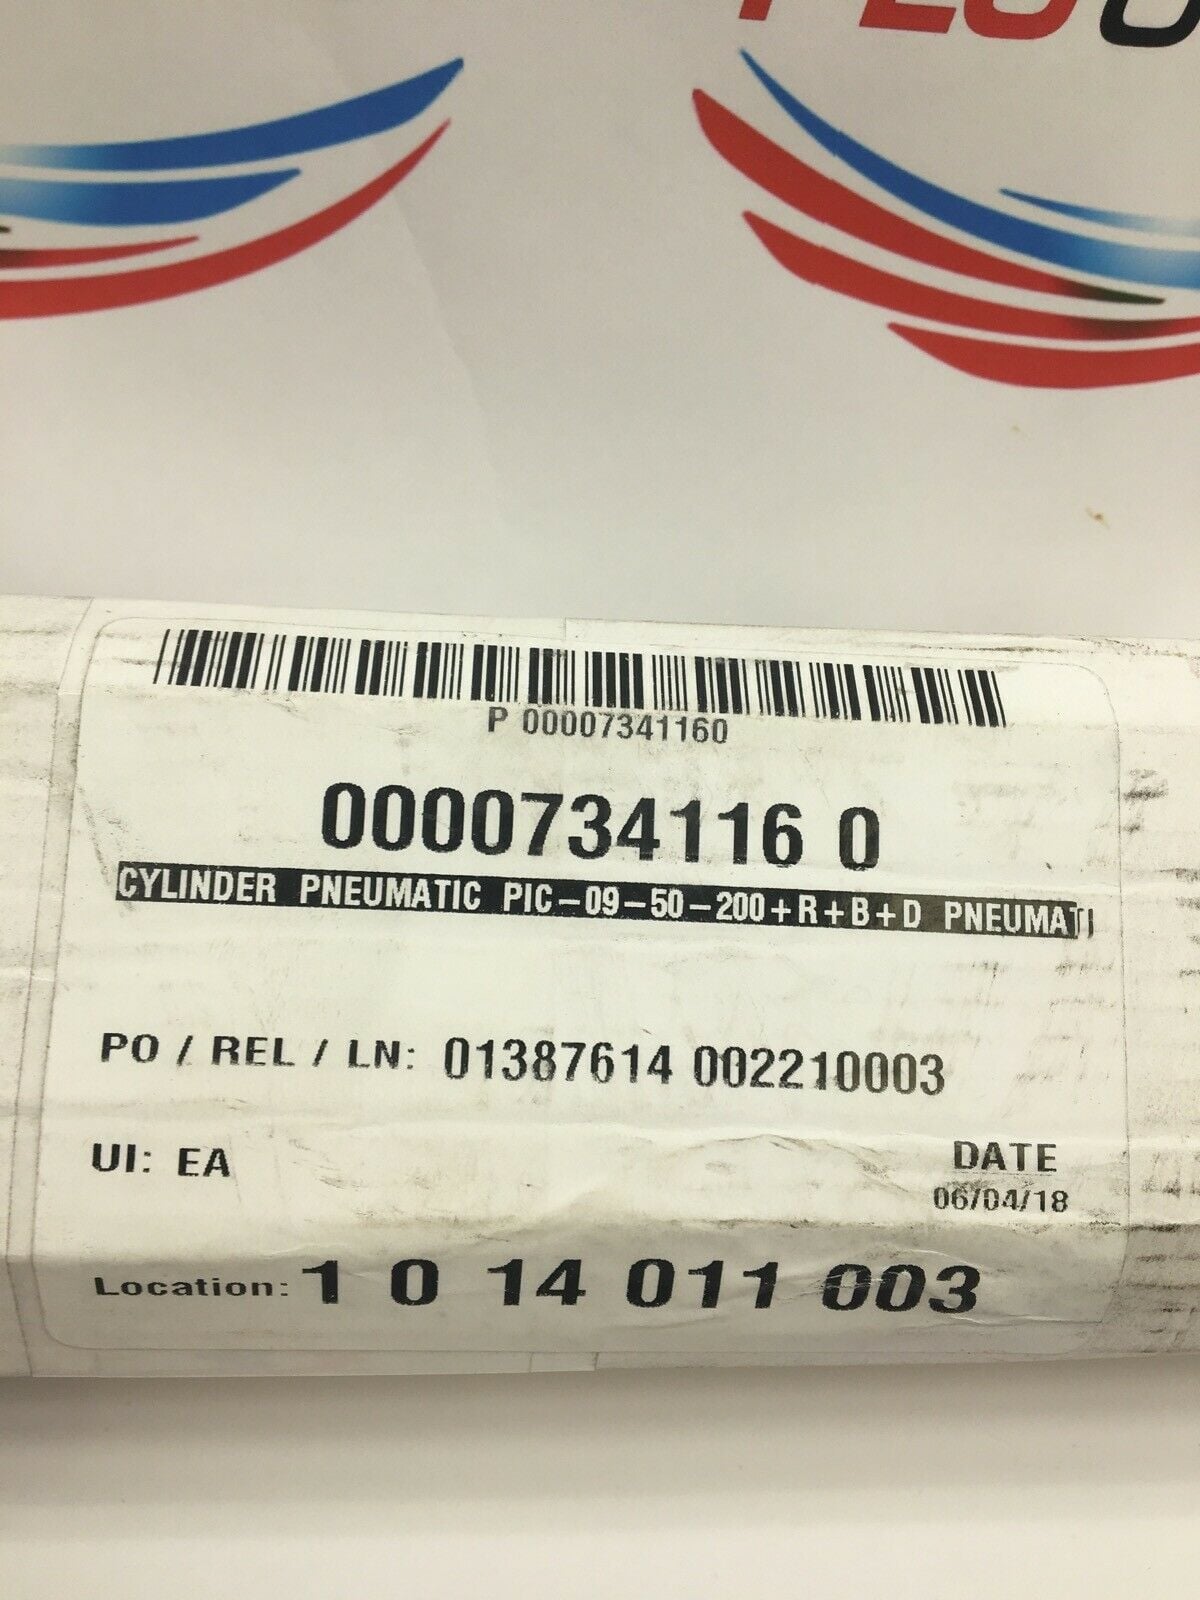 P 00007341160
0000734116 0
CYLINDER PNEUMATIC PIC-09-50-200+R+B+D PNEUMATI
PO / REL / LN: 01387614 002210003
UI: EA
DATE
06/04/18
Location: 1 0 14 011 003